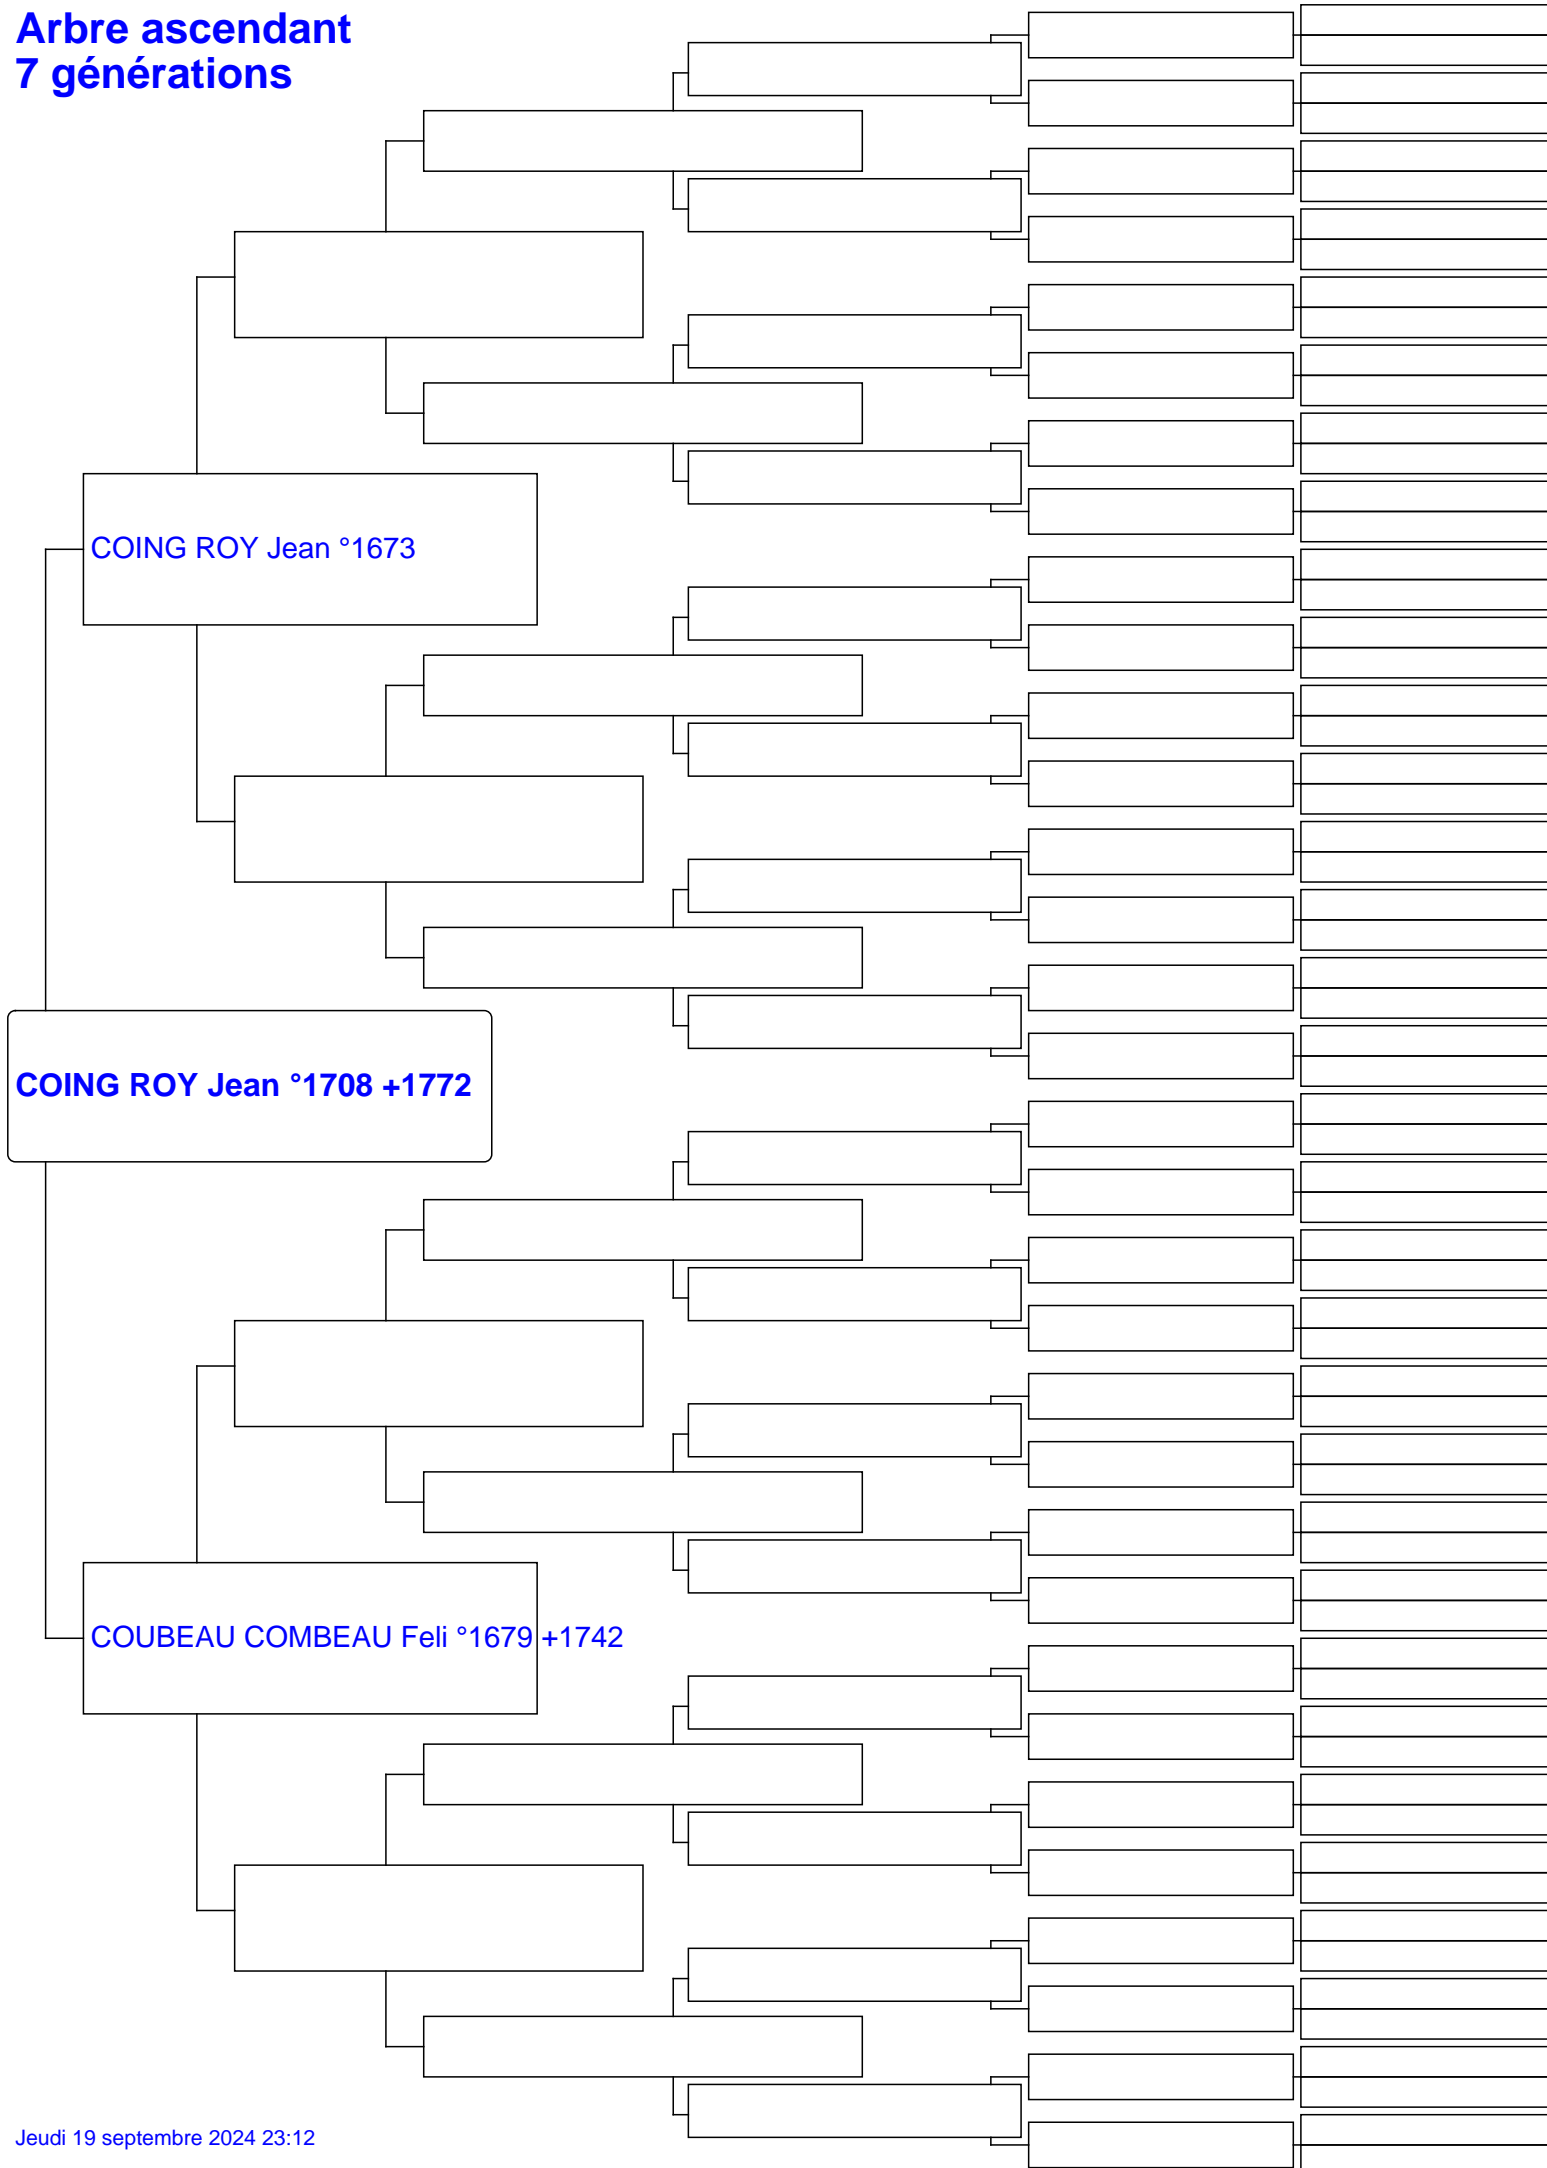 Arbre ascendant
7 générations
COING ROY Jean °1673
COING ROY Jean °1708 +1772
COUBEAU COMBEAU Feli °1679 +1742
Jeudi 19 septembre 2024 23:12